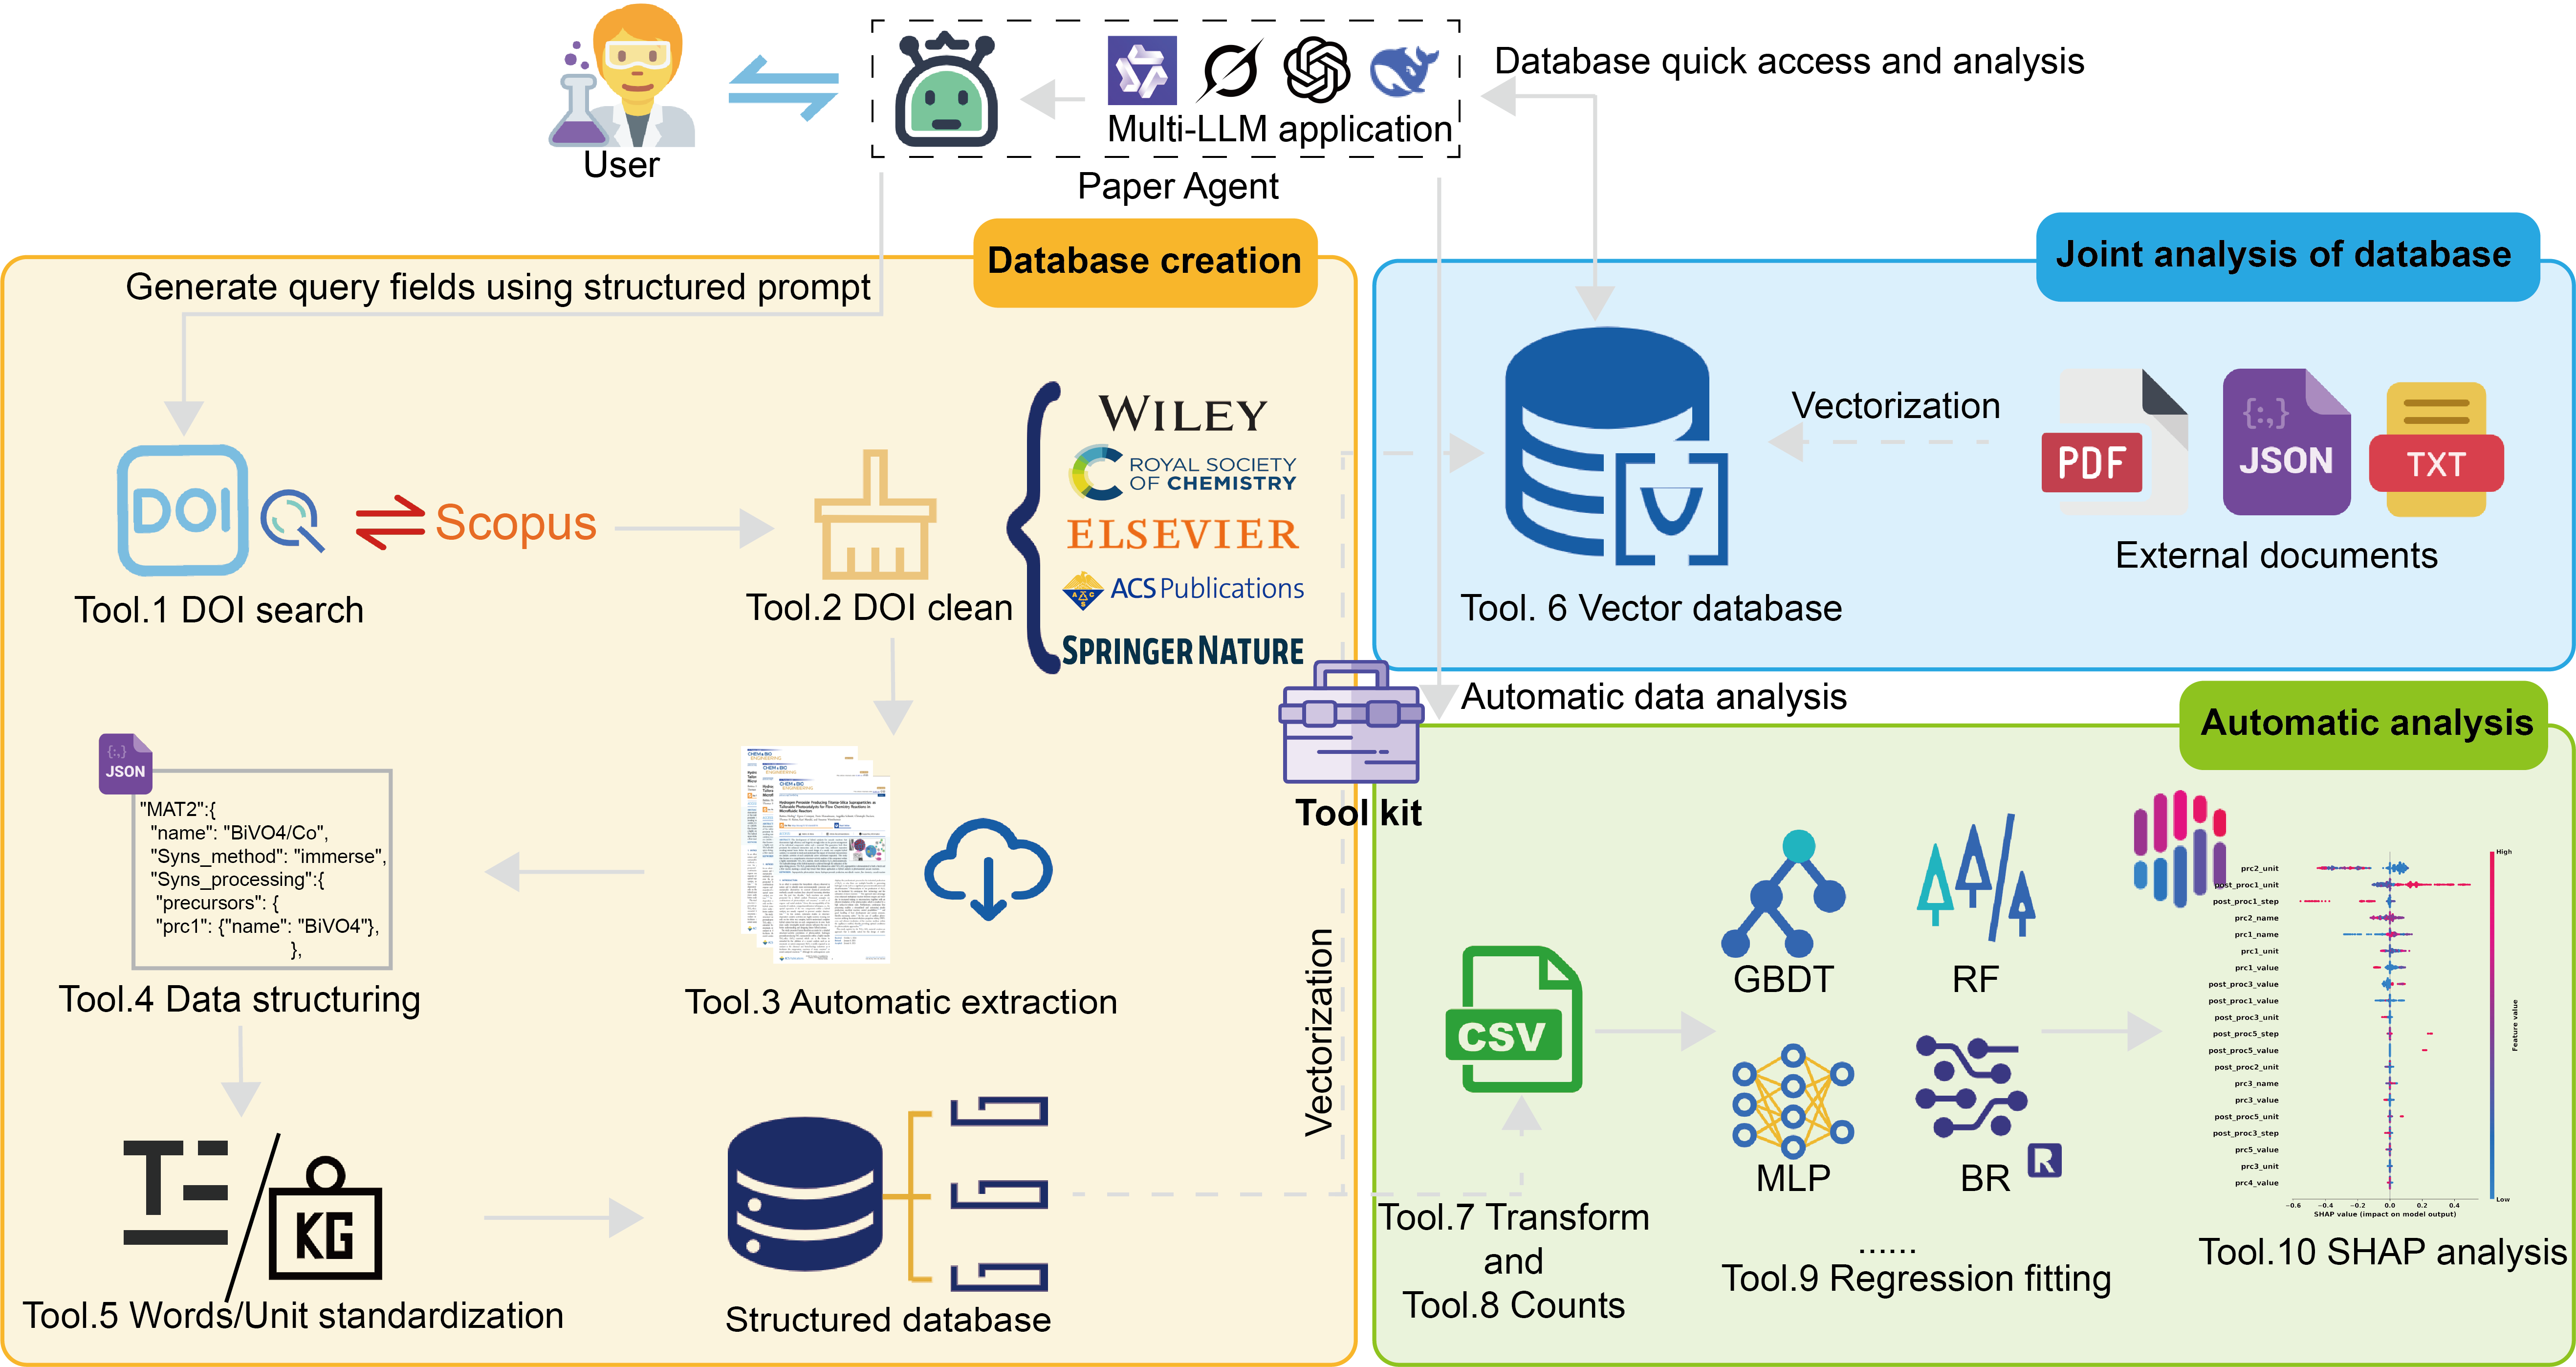 User
Multi-LLM application
Paper Agent
Database quick access and analysis
Database creation
Generate query fields using structured prompt
DOI
Scopus
Tool.1 DOI search
Tool.2 DOI clean
WILEY
ROYAL SOCIETY
OF CHEMISTRY
ELSEVIER
ACS
ACS Publications
SPRINGER NATURE
{:,}
JSON
"MAT2":{
"name": "BiVO4/Co",
"Syns_method": "immerse",
"Syns_processing":{
"precursors": {
"prc1": {"name": "BiVO4"},
},
Tool.4 Data structuring
Tool.3 Automatic extraction
KG
Tool.5 Words/Unit standardization
Structured database
Vectorization
Tool kit
Joint analysis of database
Vectorization
PDF
{:,}
JSON
TXT
External documents
Tool. 6 Vector database
Automatic data analysis
Automatic analysis
CSV
Tool.7 Transform
and
Tool.8 Counts
GBDT
RF
MLP
BR
R
......
Tool.9 Regression fitting
High
prc2_unit
post_proc1_unit
post_proc1_step
prc2_name
prc1_name
prc1_unit
prc1_value
post_proc3_value
post_proc1_value
post_proc3_unit
post_proc5_step
post_proc5_value
post_proc2_unit
prc3_name
prc3_value
post_proc5_unit
post_proc3_step
prc5_value
prc3_unit
prc4_value
Feature value
Low
−0.6 −0.4 −0.2 0.0 0.2 0.4
SHAP value (impact on model output)
Tool.10 SHAP analysis